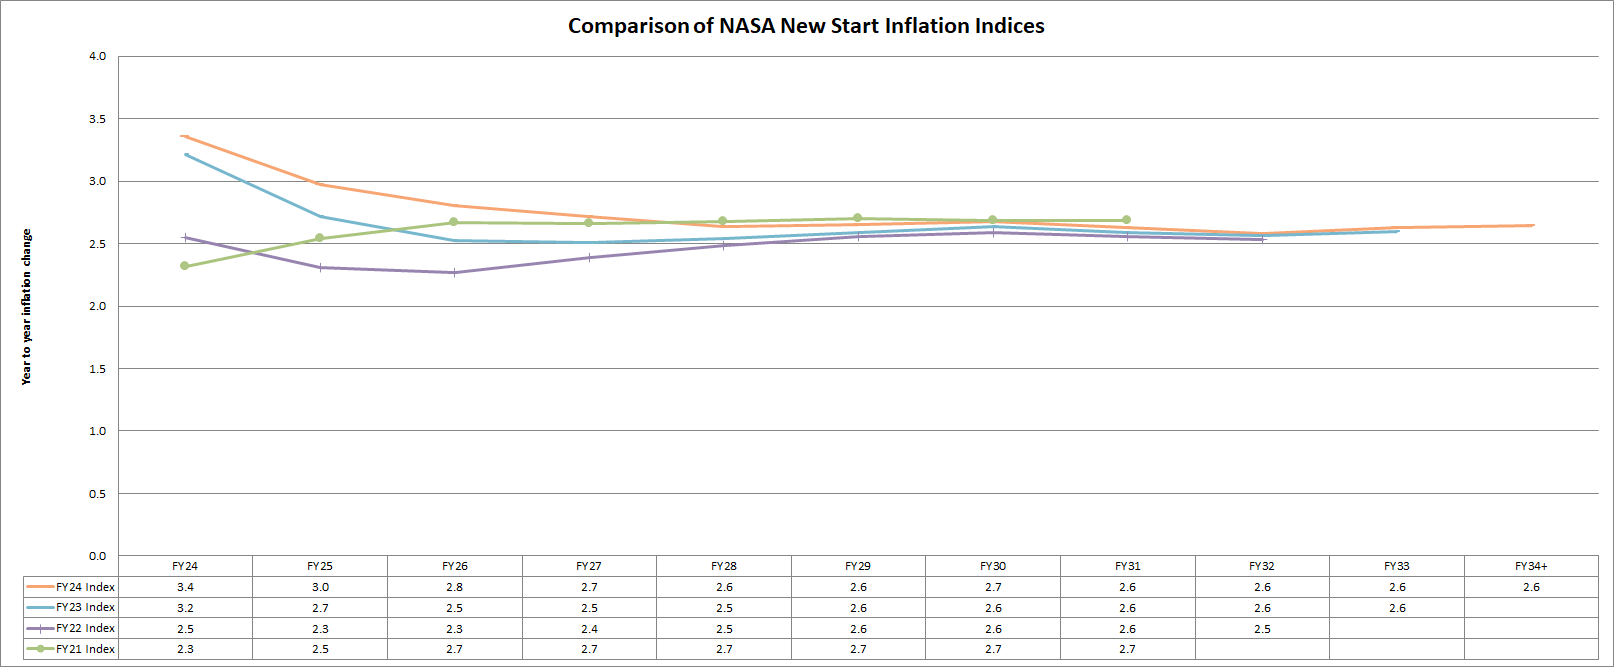 Comparison of NASA New Start Inflation Indices
4.0
3.5
3.0
2.5
2.0
1.5
1.0
0.5
0.0
Year to year inflation change
FY24 FY25 FY26 FY27 FY28 FY29 FY30 FY31 FY32 FY33 FY34+
FY24 Index 3.4 3.0 2.8 2.7 2.6 2.6 2.7 2.6 2.6 2.6 2.6
FY23 Index 3.2 2.7 2.5 2.5 2.5 2.6 2.6 2.6 2.6 2.6
FY22 Index 2.5 2.3 2.3 2.4 2.5 2.6 2.6 2.6 2.5
FY21 Index 2.3 2.5 2.7 2.7 2.7 2.7 2.7 2.7